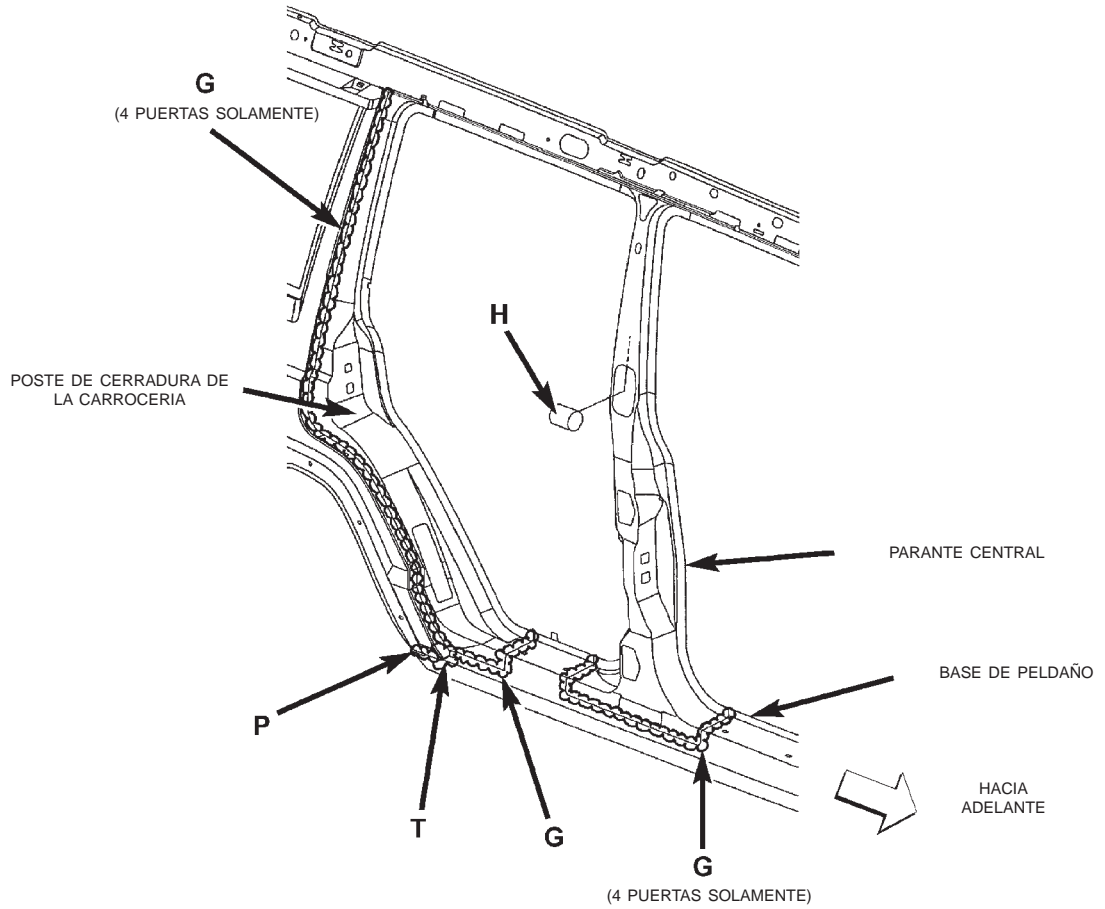 G
(4 PUERTAS SOLAMENTE)
H
POSTE DE CERRADURA DE
LA CARROCERIA
PARANTE CENTRAL
BASE DE PELDAÑO
P
HACIA
ADELANTE
T
G
G
(4 PUERTAS SOLAMENTE)